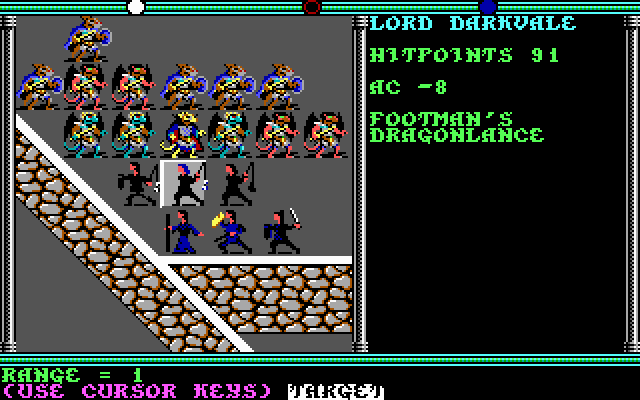 LORD DARKVALE
HITPOINTS 91
AC -8
FOOTMAN'S
DRAGONLANCE
RANGE = 1
(USE CURSOR KEYS) TARGET